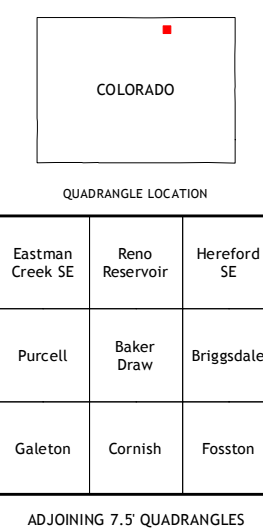 COLORADO
QUADRANGLE LOCATION
Eastman
Creek SE
Reno
Reservoir
Hereford
SE
Purcell
Baker
Draw
Briggsdale
Galeton
Cornish
Fosston
ADJOINING 7.5' QUADRANGLES